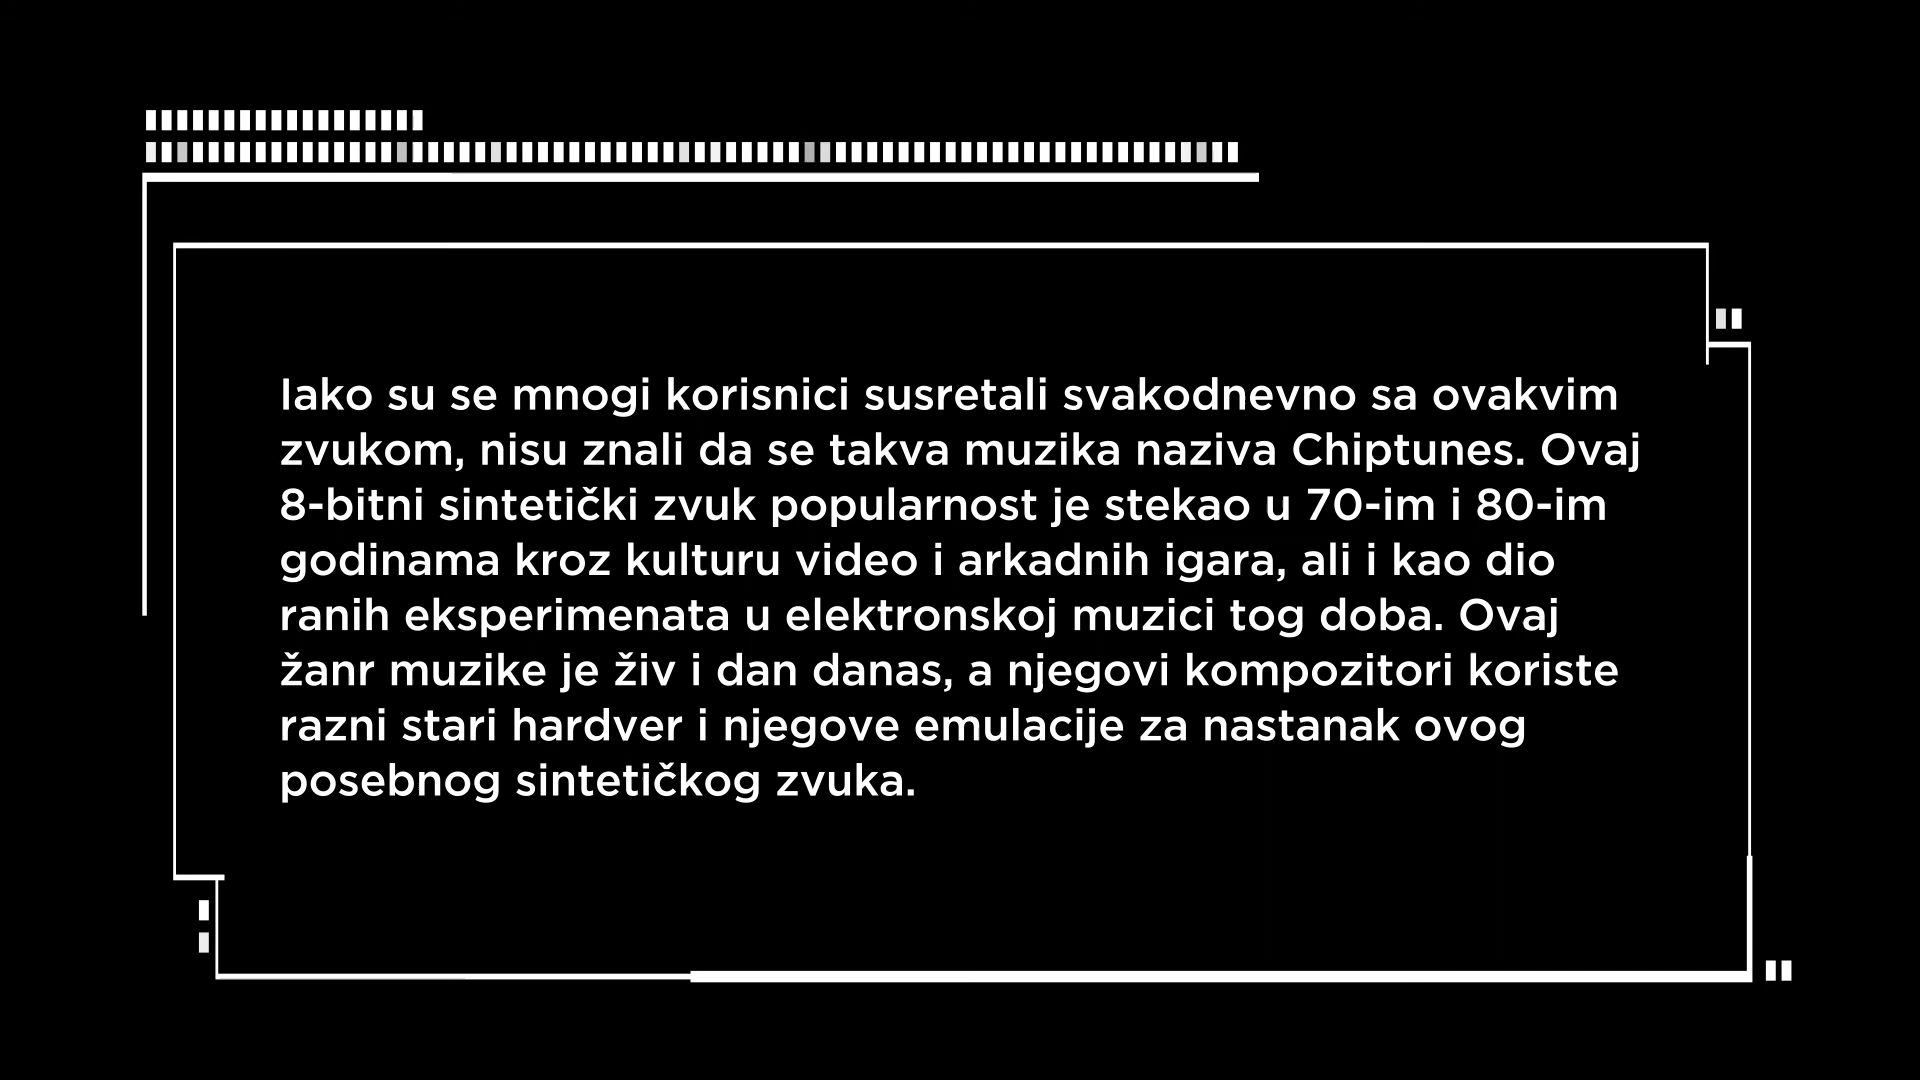 Iako su se mnogi korisnici susretali svakodnevno sa ovakvim
zvukom, nisu znali da se takva muzika naziva Chiptunes. Ovaj
8-bitni sintetički zvuk popularnost je stekao u 70-im i 80-im
godinama kroz kulturu video i arkadnih igara, ali i kao dio
ranih eksperimenata u elektronskoj muzici tog doba. Ovaj
žanr muzike je živ i dan danas, a njegovi kompozitori koriste
razni stari hardver i njegove emulacije za nastanak ovog
posebnog sintetičkog zvuka.